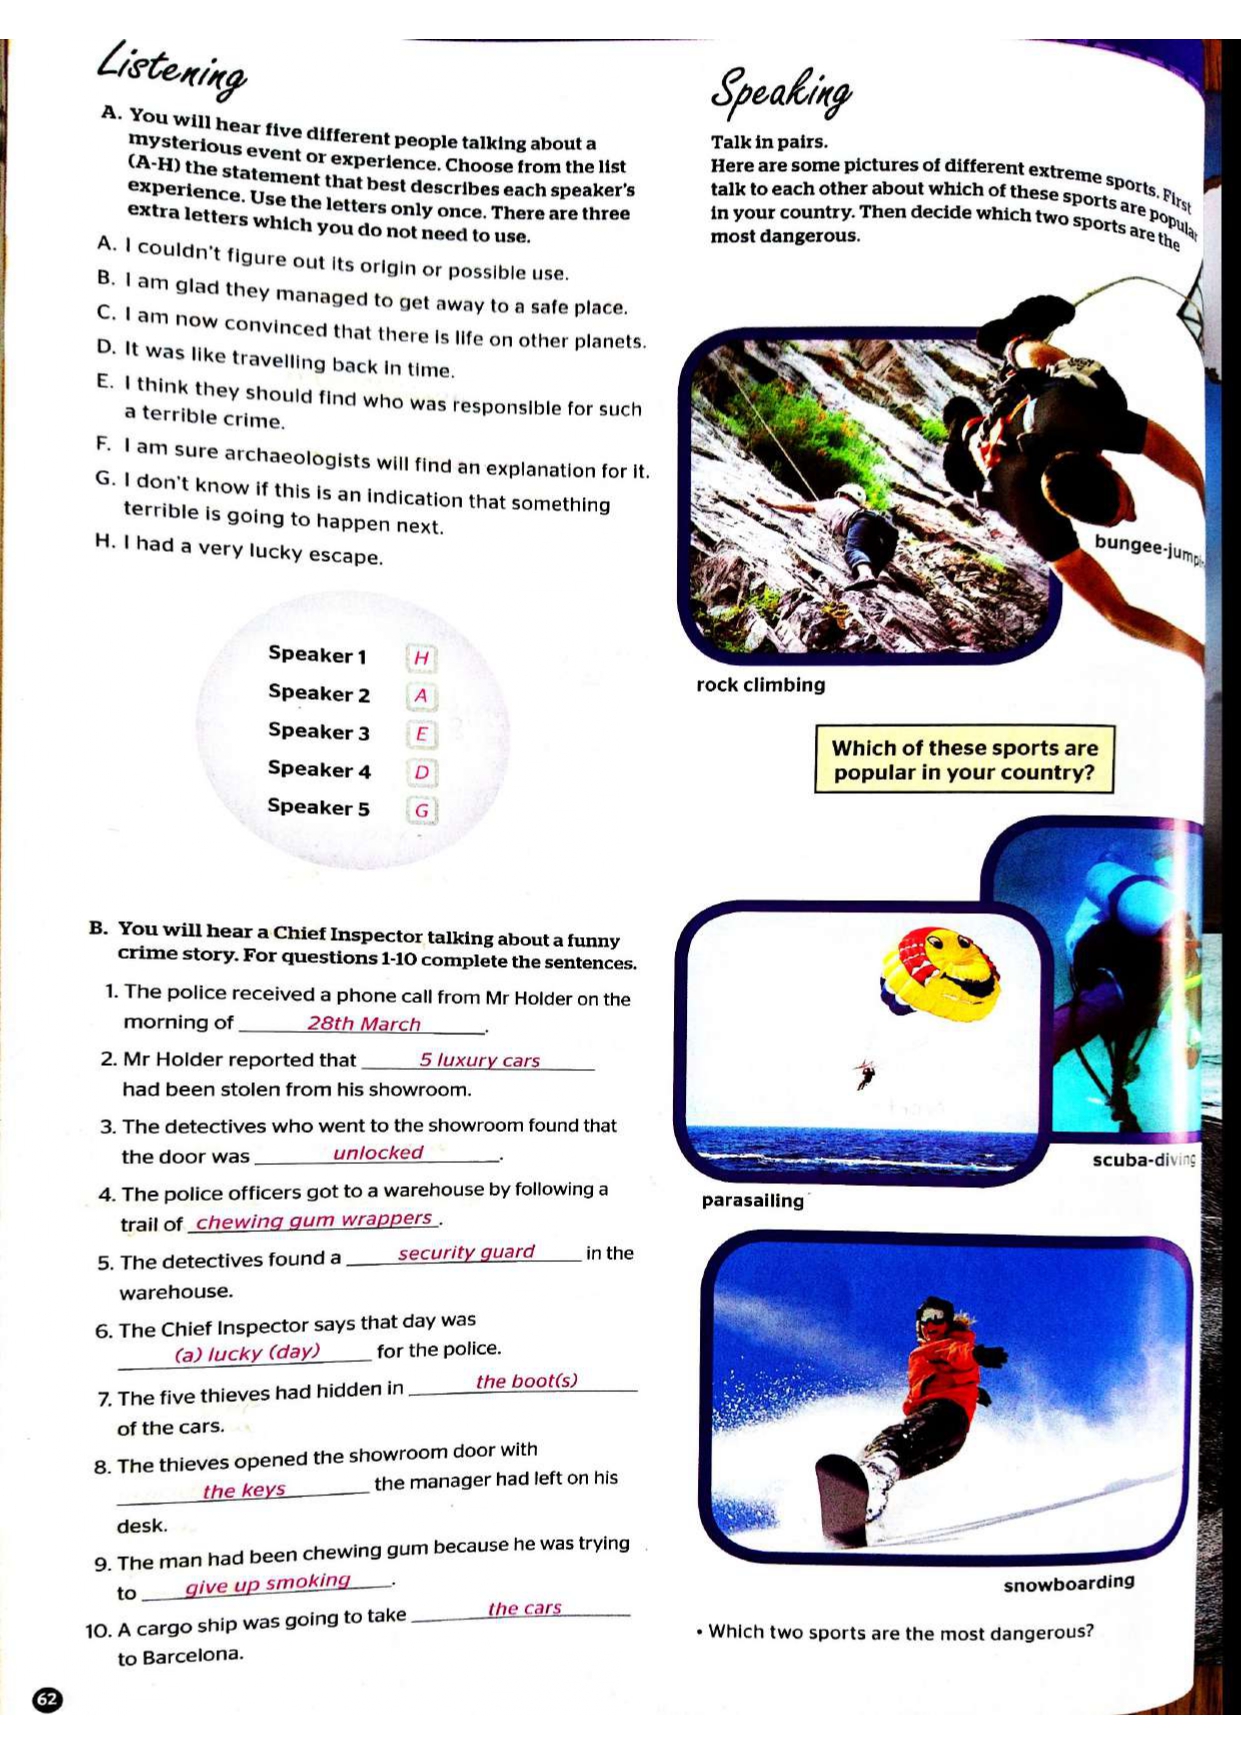 Listening
A. You will hear five different people talking about a
mysterious event or experience. Choose from the list
(A-H) the statement that best describes each speaker's
experience. Use the letters only once. There are three
extra letters which you do not need to use.
A. I couldn't figure out its origin or possible use.
B. I am glad they managed to get away to a safe place.
C. I am now convinced that there is life on other planets.
D. It was like travelling back in time.
E. I think they should find who was responsible for such
a terrible crime.
F. I am sure archaeologists will find an explanation for it.
G. I don't know if this is an indication that something
terrible is going to happen next.
H. I had a very lucky escape.
Speaker 1 H
Speaker 2 A
Speaker 3 E
Speaker 4 D
Speaker 5 G
B. You will hear a Chief Inspector talking about a funny
crime story. For questions 1-10 complete the sentences.
1. The police received a phone call from Mr Holder on the
morning of 28th March.
2. Mr Holder reported that 5 luxury cars
had been stolen from his showroom.
3. The detectives who went to the showroom found that
the door was unlocked.
4. The police officers got to a warehouse by following a
trail of chewing gum wrappers.
5. The detectives found a security guard in the
warehouse.
6. The Chief Inspector says that day was
(a) lucky (day) for the police.
7. The five thieves had hidden in the boot(s)
of the cars.
8. The thieves opened the showroom door with
the keys the manager had left on his
desk.
9. The man had been chewing gum because he was trying
to give up smoking.
10. A cargo ship was going to take the cars
to Barcelona.
62
Speaking
Talk in pairs.
Here are some pictures of different extreme sports. First
talk to each other about which of these sports are popular
in your country. Then decide which two sports are the
most dangerous.
bungee-jumpi
rock climbing
Which of these sports are
popular in your country?
scuba-diving
parasailing
snowboarding
• Which two sports are the most dangerous?